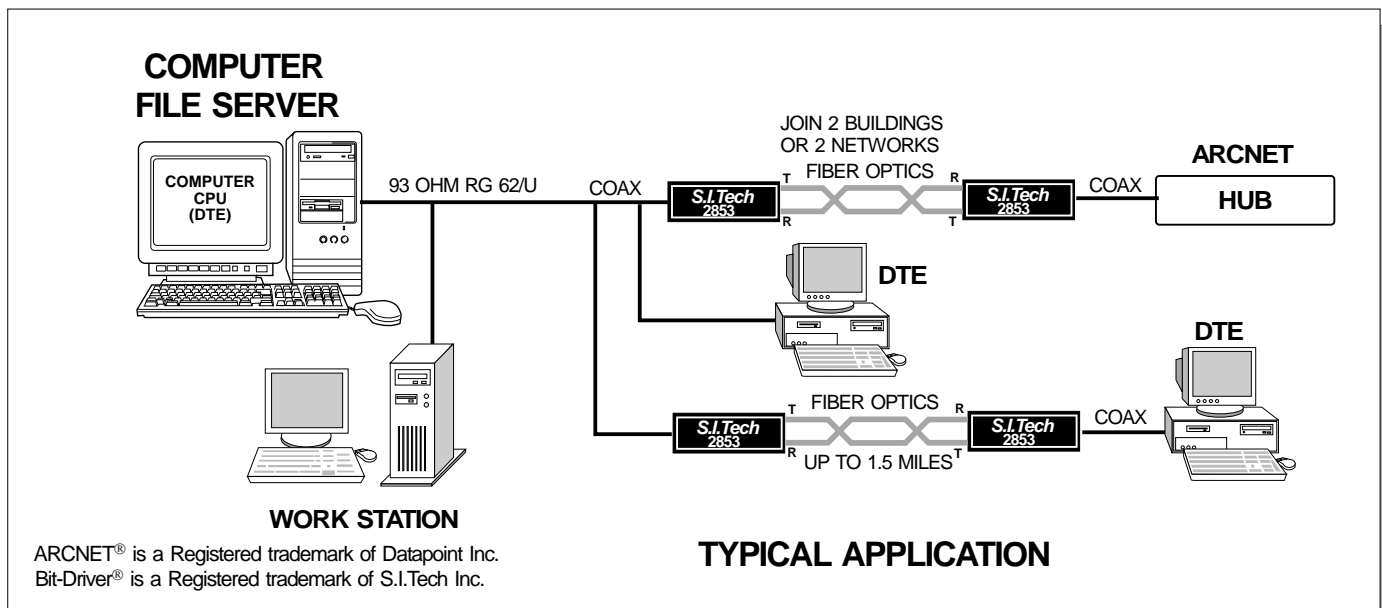 COMPUTER
FILE SERVER
COMPUTER
CPU
(DTE)
93 OHM RG 62/U
COAX
JOIN 2 BUILDINGS
OR 2 NETWORKS
FIBER OPTICS
S.I.Tech
2853
T
R
R
T
S.I.Tech
2853
COAX
ARCNET
HUB
DTE
DTE
S.I.Tech
2853
T
R
FIBER OPTICS
UP TO 1.5 MILES
R
T
S.I.Tech
2853
COAX
WORK STATION
ARCNET® is a Registered trademark of Datapoint Inc.
Bit-Driver® is a Registered trademark of S.I.Tech Inc.
TYPICAL APPLICATION